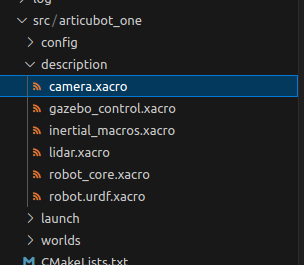 log
src/articubot_one
config
description
camera.xacro
gazebo_control.xacro
inertial_macros.xacro
lidar.xacro
robot_core.xacro
robot.urdf.xacro
launch
worlds
CMakeLists.txt